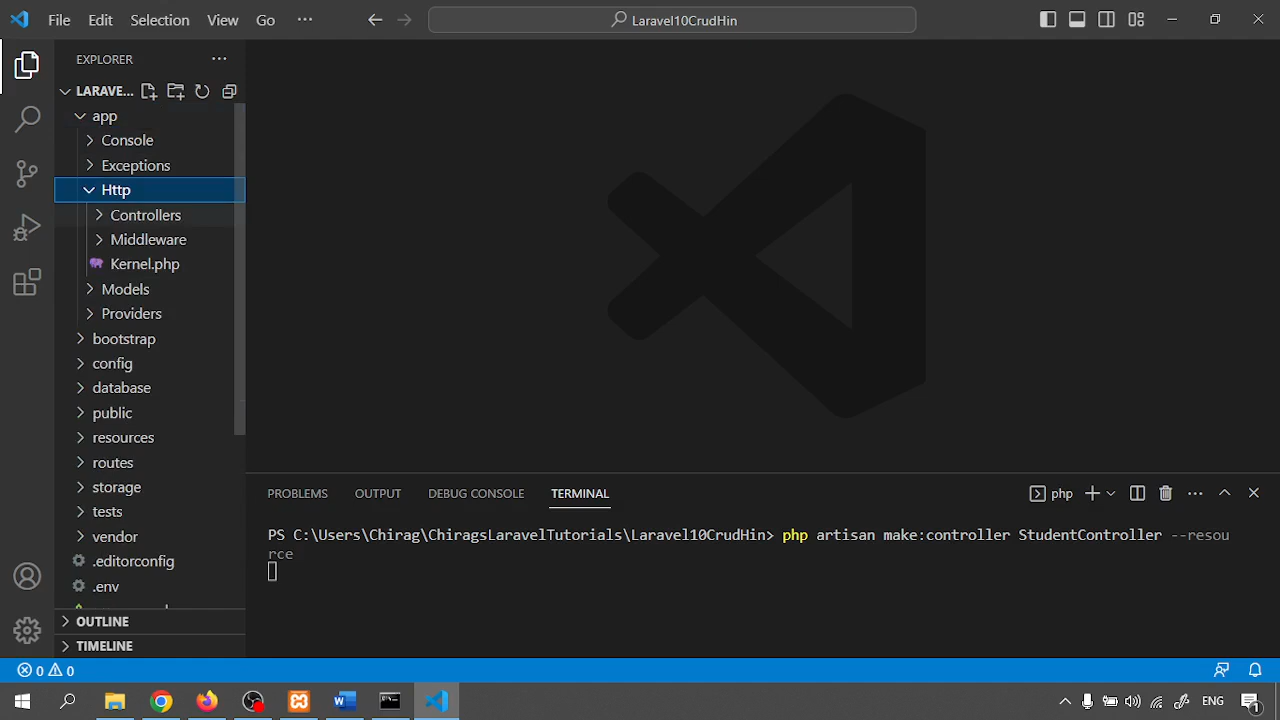 File Edit Selection View Go ··· Laravel10CrudHin
EXPLORER
LARAVE...
app
Console
Exceptions
Http
Controllers
Middleware
Kernel.php
Models
Providers
bootstrap
config
database
public
resources
routes
storage
tests
vendor
.editorconfig
.env
OUTLINE
TIMELINE
PROBLEMS OUTPUT DEBUG CONSOLE TERMINAL php
PS C:\Users\Chirag\ChiragsLaravelTutorials\Laravel10CrudHin> php artisan make:controller StudentController --resou
rce
0 0
ENG 1